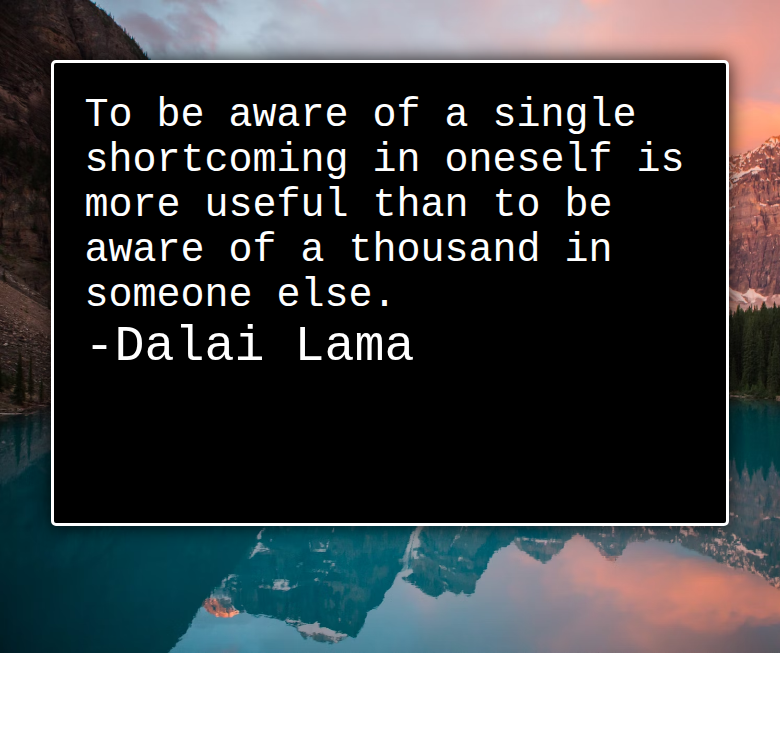 To be aware of a single
shortcoming in oneself is
more useful than to be
aware of a thousand in
someone else.
-Dalai Lama